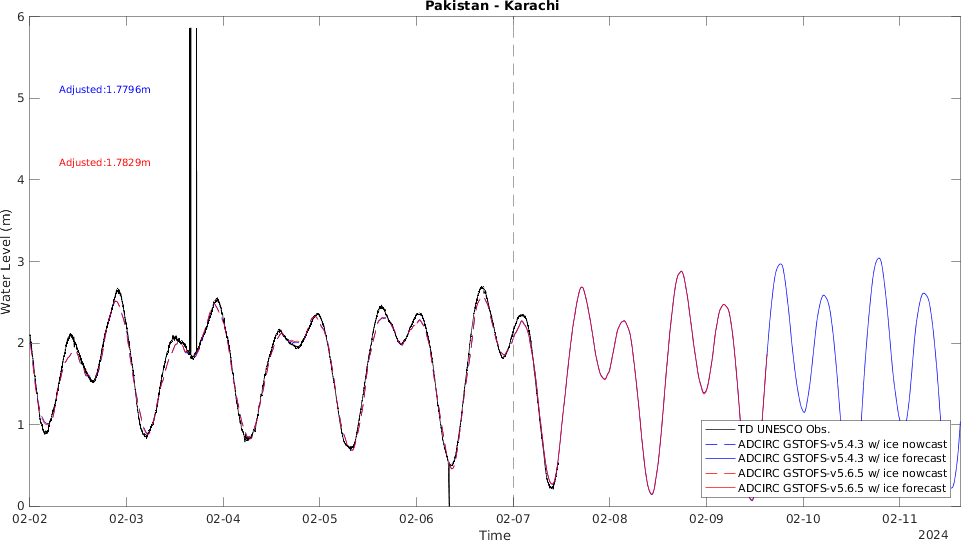 Pakistan - Karachi
Water Level (m)
6
5
4
3
2
1
0
Adjusted:1.7796m
Adjusted:1.7829m
TD UNESCO Obs.
ADCIRC GSTOFS-v5.4.3 w/ ice nowcast
ADCIRC GSTOFS-v5.4.3 w/ ice forecast
ADCIRC GSTOFS-v5.6.5 w/ ice nowcast
ADCIRC GSTOFS-v5.6.5 w/ ice forecast
02-02 02-03 02-04 02-05 02-06 02-07 02-08 02-09 02-10 02-11
Time
2024